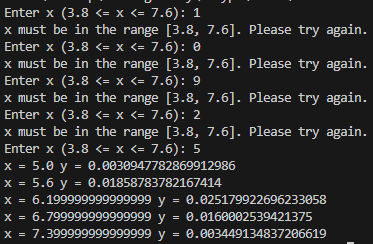 Enter x (3.8 <= x <= 7.6): 1
x must be in the range [3.8, 7.6]. Please try again.
Enter x (3.8 <= x <= 7.6): 0
x must be in the range [3.8, 7.6]. Please try again.
Enter x (3.8 <= x <= 7.6): 9
x must be in the range [3.8, 7.6]. Please try again.
Enter x (3.8 <= x <= 7.6): 2
x must be in the range [3.8, 7.6]. Please try again.
Enter x (3.8 <= x <= 7.6): 5
x = 5.0 y = 0.0030947782869912986
x = 5.6 y = 0.01858783782167414
x = 6.199999999999999 y = 0.025179922696233058
x = 6.799999999999999 y = 0.0160002539421375
x = 7.399999999999999 y = 0.003449134837206619